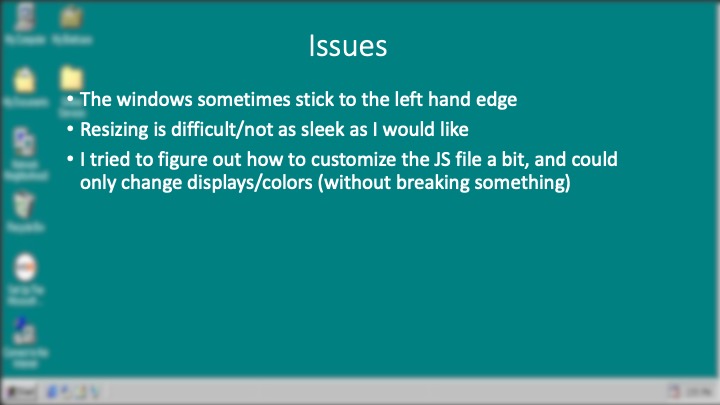 Issues
• The windows sometimes stick to the left hand edge
• Resizing is difficult/not as sleek as I would like
• I tried to figure out how to customize the JS file a bit, and could
only change displays/colors (without breaking something)
My Computer